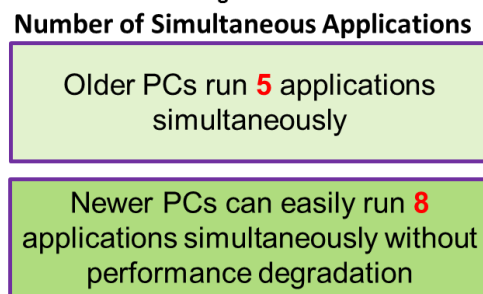 Number of Simultaneous Applications
Older PCs run 5 applications
simultaneously
Newer PCs can easily run 8
applications simultaneously without
performance degradation